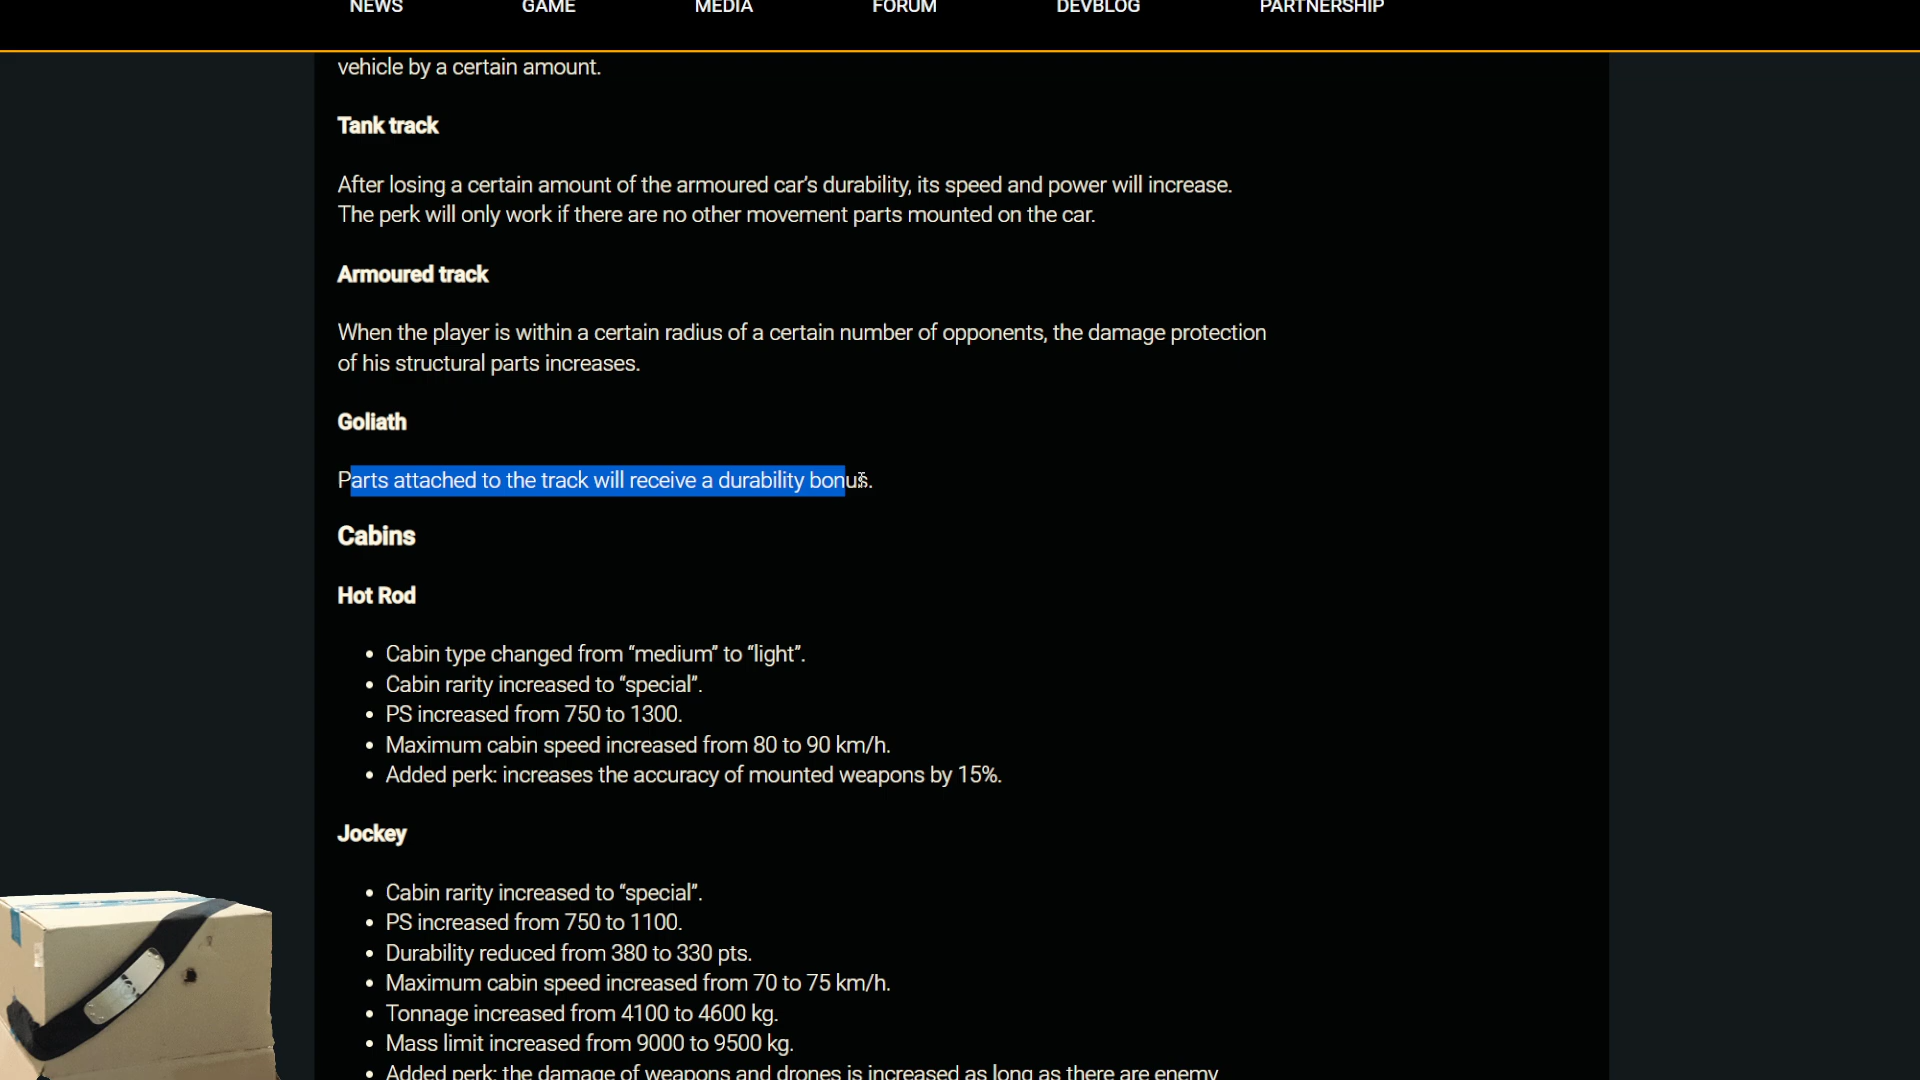 NEWS GAME MEDIA FORUM DEVBLOG PARTNERSHIP
vehicle by a certain amount.
Tank track
After losing a certain amount of the armoured car’s durability, its speed and power will increase.
The perk will only work if there are no other movement parts mounted on the car.
Armoured track
When the player is within a certain radius of a certain number of opponents, the damage protection
of his structural parts increases.
Goliath
Parts attached to the track will receive a durability bonus.
Cabins
Hot Rod
• Cabin type changed from “medium” to “light”.
• Cabin rarity increased to “special”.
• PS increased from 750 to 1300.
• Maximum cabin speed increased from 80 to 90 km/h.
• Added perk: increases the accuracy of mounted weapons by 15%.
Jockey
• Cabin rarity increased to “special”.
• PS increased from 750 to 1100.
• Durability reduced from 380 to 330 pts.
• Maximum cabin speed increased from 70 to 75 km/h.
• Tonnage increased from 4100 to 4600 kg.
• Mass limit increased from 9000 to 9500 kg.
• Added perk: the damage of weapons and drones is increased as long as there are enemy